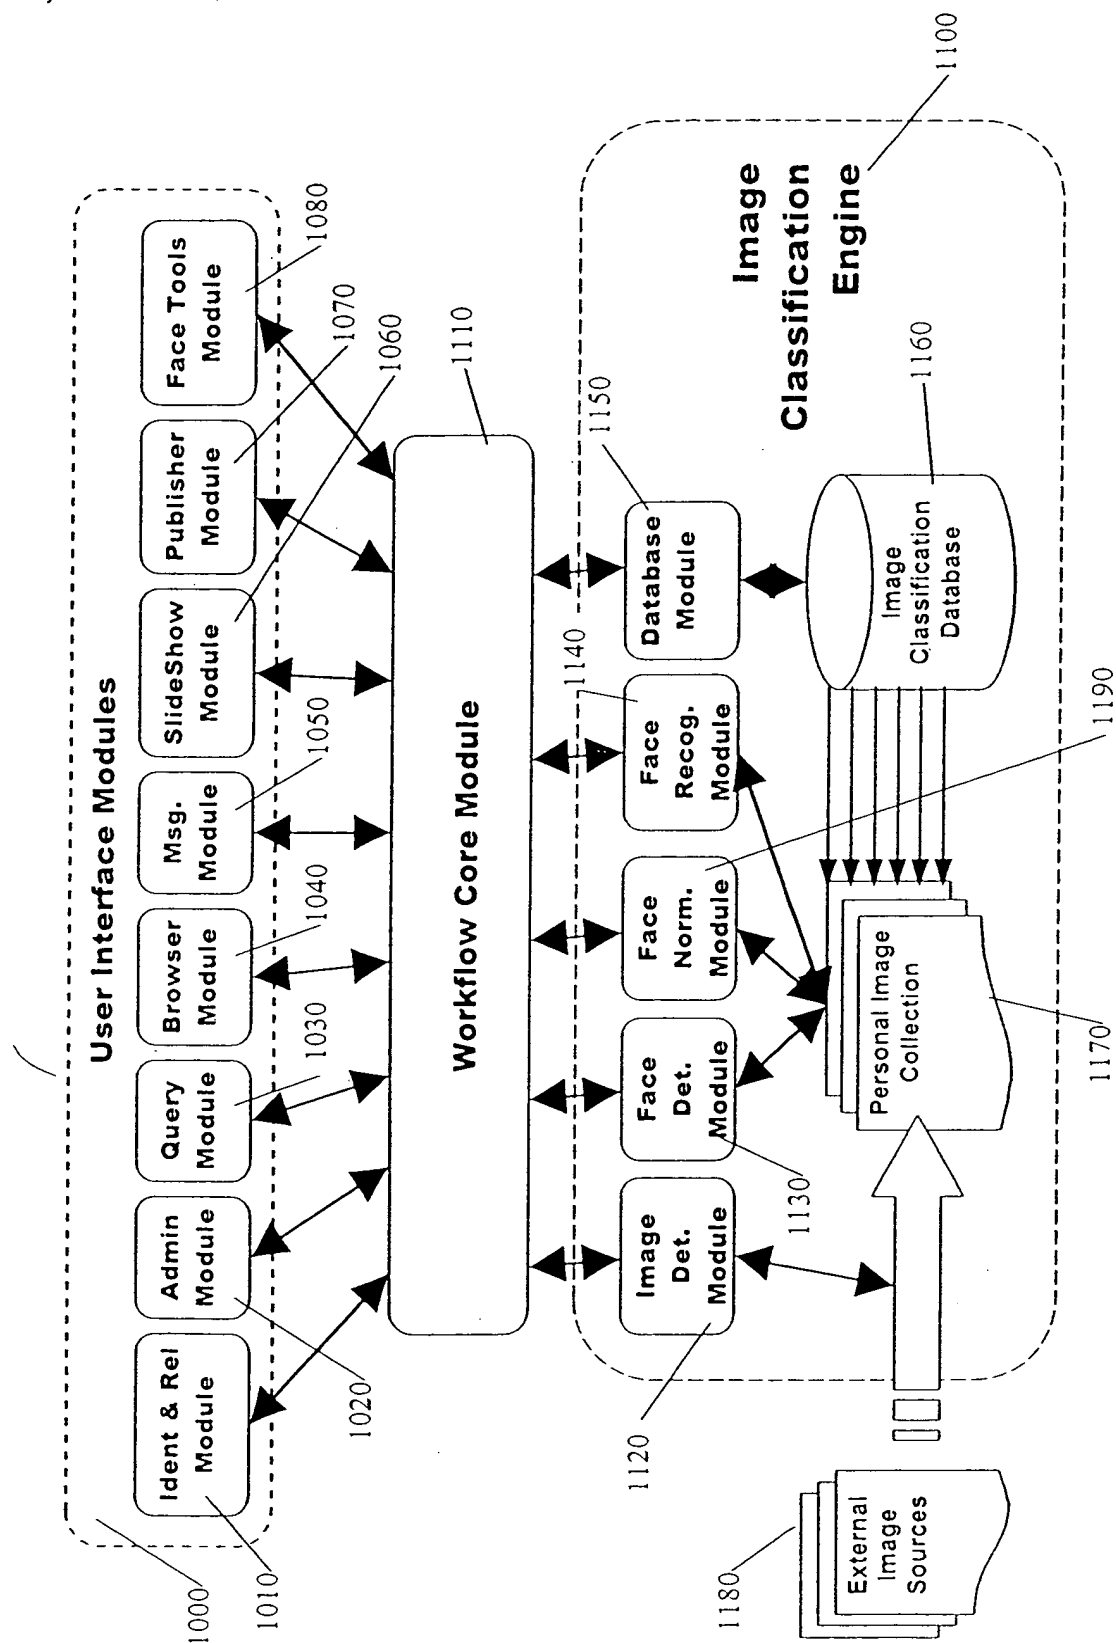 User Interface Modules
Ident & Rel
Module
Admin
Module
Query
Module
Browser
Module
Msg.
Module
SlideShow
Module
Publisher
Module
Face Tools
Module
1000
1010
1020
1030
1040
1050
1060
1070
1080
Workflow Core Module
1110
Image
Det.
Module
Face
Det.
Module
Face
Norm.
Module
Face
Recog.
Module
Database
Module
1120
1130
1140
1150
Image
Classification
Engine
1100
External
Image
Sources
1180
Personal Image
Collection
1170
1190
Image
Classification
Database
1160